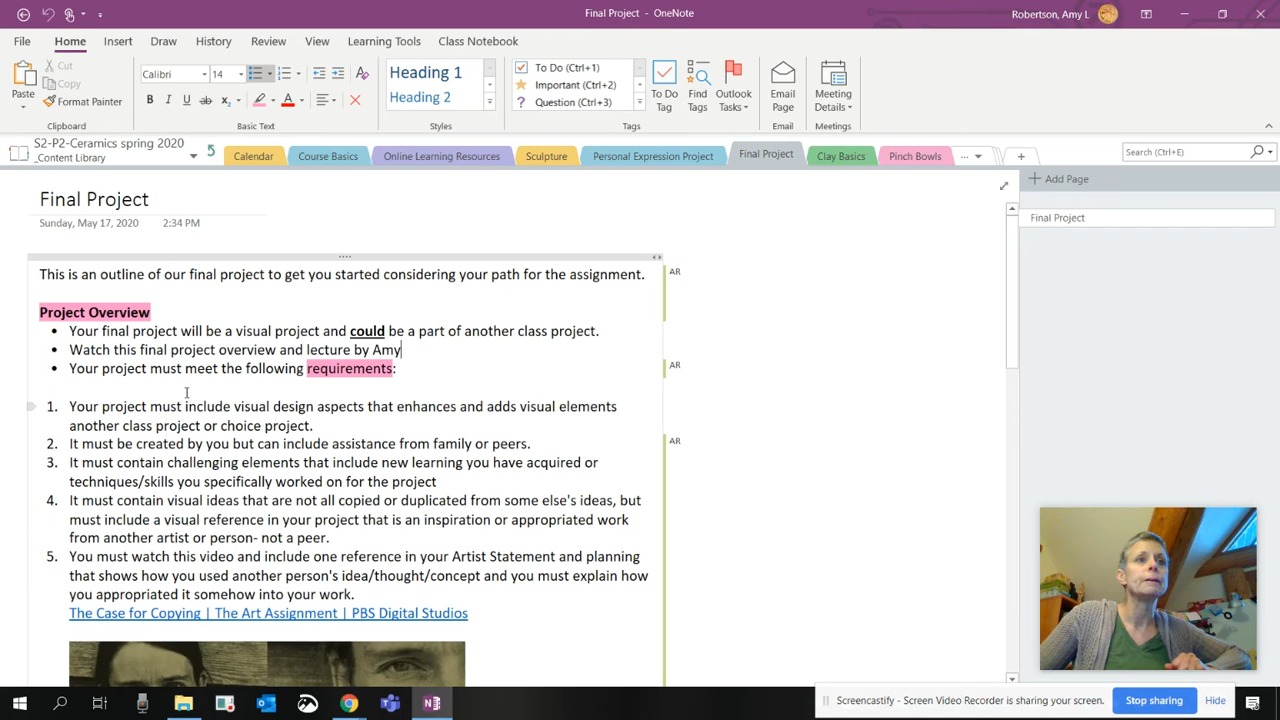 Final Project - OneNote
Robertson, Amy L
File Home Insert Draw History Review View Learning Tools Class Notebook
Paste
Cut
Copy
Format Painter
Clipboard
Calibri 14
B I U ab x₂ A
Basic Text
Heading 1
Heading 2
Styles
To Do (Ctrl+1)
Important (Ctrl+2)
Question (Ctrl+3)
To Do Tag
Find Tags
Outlook Tasks
Tags
Email Page
Email
Meeting Details
Meetings
S2-P2-Ceramics spring 2020
_Content Library
Calendar Course Basics Online Learning Resources Sculpture Personal Expression Project Final Project Clay Basics Pinch Bowls ... +
Search (Ctrl+E)
Add Page
Final Project
Final Project
Sunday, May 17, 2020 2:34 PM
This is an outline of our final project to get you started considering your path for the assignment.
AR
Project Overview
• Your final project will be a visual project and could be a part of another class project.
• Watch this final project overview and lecture by Amy
• Your project must meet the following requirements:
AR
1. Your project must include visual design aspects that enhances and adds visual elements
another class project or choice project.
2. It must be created by you but can include assistance from family or peers.
AR
3. It must contain challenging elements that include new learning you have acquired or
techniques/skills you specifically worked on for the project
4. It must contain visual ideas that are not all copied or duplicated from some else's ideas, but
must include a visual reference in your project that is an inspiration or appropriated work
from another artist or person- not a peer.
5. You must watch this video and include one reference in your Artist Statement and planning
that shows how you used another person's idea/thought/concept and you must explain how
you appropriated it somehow into your work.
The Case for Copying | The Art Assignment | PBS Digital Studios
Screencastify - Screen Video Recorder is sharing your screen. Stop sharing Hide